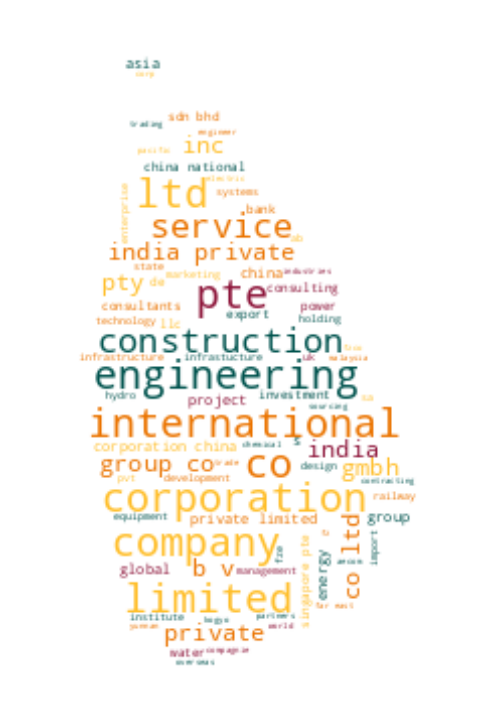 asia
corp
sdn bhd
trading
engineer
pacific
inc
china national
electric
ltd
systems
enterprise
bank
service
ab
india private
state
marketing
china
industries
pty
de
pte
consulting
consultants
power
export
technology
llc
holding
construction
infrastructure
infrastucture
uk
malaysia
engineering
hydro
project
investment
sa
sourcing
international
corporation china
chemical
s
india
group co
trade
co
design
gmbh
pvt
development
contracting
corporation
railway
equipment
private limited
group
company
fze
singapore pte
energy
co ltd
import
global
b v
management
limited
far east
institute
partners
yunnan
private
world
water
compagnie
overseas